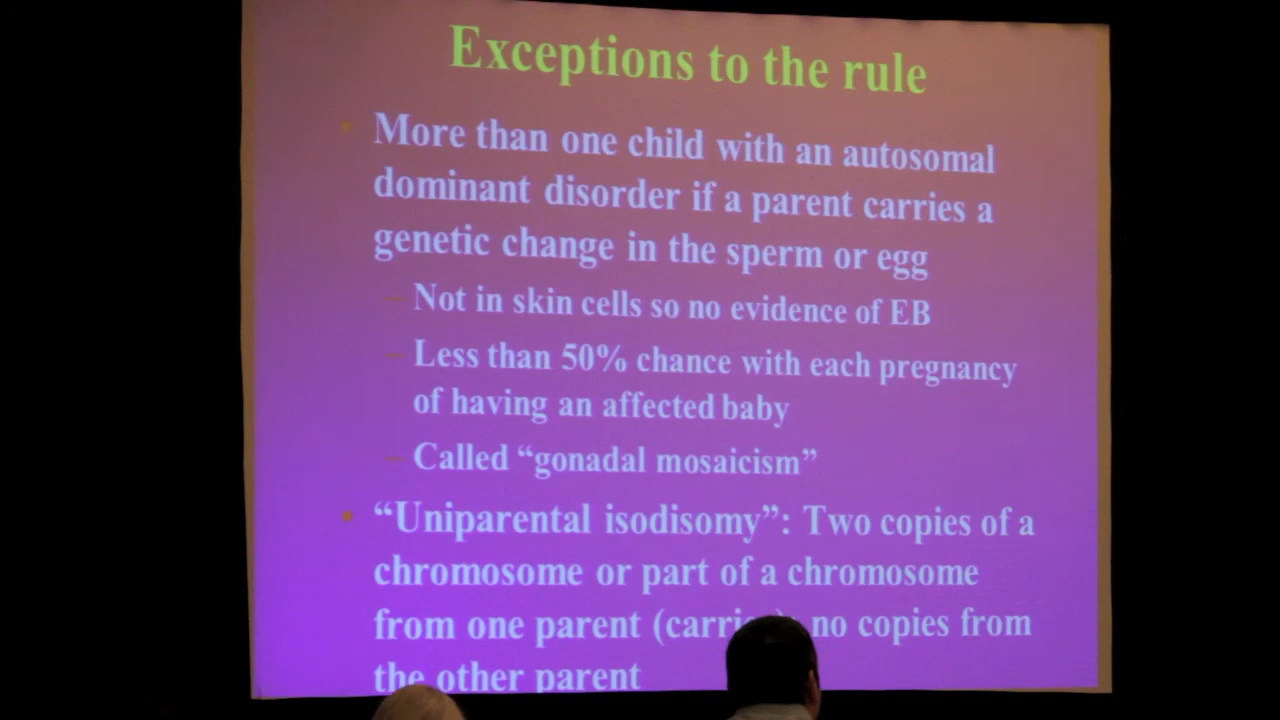 Exceptions to the rule
• More than one child with an autosomal
dominant disorder if a parent carries a
genetic change in the sperm or egg
– Not in skin cells so no evidence of EB
– Less than 50% chance with each pregnancy
of having an affected baby
– Called “gonadal mosaicism”
• “Uniparental isodisomy”: Two copies of a
chromosome or part of a chromosome
from one parent no copies from
the other parent